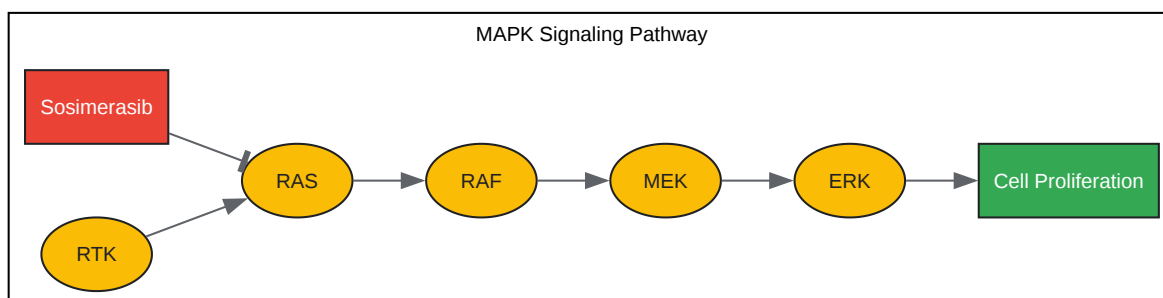 MAPK Signaling Pathway
Sosimerasib
RAS
RAF
MEK
ERK
Cell Proliferation
RTK